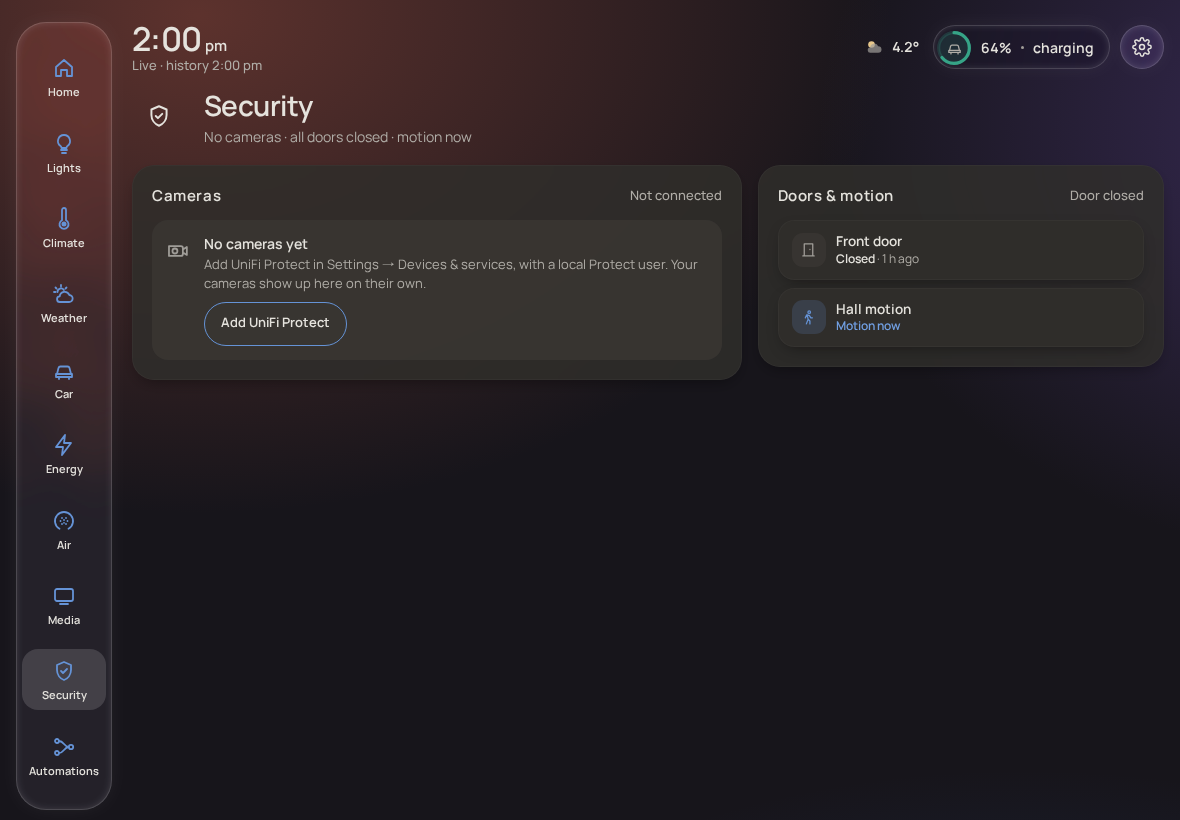 2:00 pm
Live · history 2:00 pm
4.2°
64% · charging
Home
Lights
Climate
Weather
Car
Energy
Air
Media
Security
Automations
Security
No cameras · all doors closed · motion now
Cameras
Not connected
No cameras yet
Add UniFi Protect in Settings → Devices & services, with a local Protect user. Your
cameras show up here on their own.
Add UniFi Protect
Doors & motion
Door closed
Front door
Closed · 1 h ago
Hall motion
Motion now